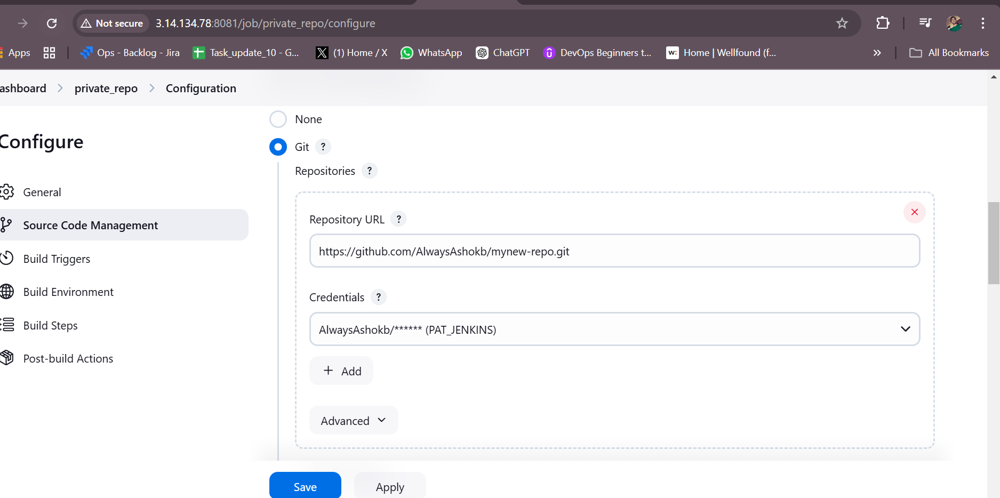 Not secure 3.14.134.78:8081/job/private_repo/configure
Apps Ops - Backlog - Jira Task_update_10 - G... (1) Home / X WhatsApp ChatGPT DevOps Beginners t... w: Home | Wellfound (f... » All Bookmarks
ashboard > private_repo > Configuration
Configure
General
Source Code Management
Build Triggers
Build Environment
Build Steps
Post-build Actions
None
Git ?
Repositories ?
Repository URL ?
https://github.com/AlwaysAshokb/mynew-repo.git
Credentials ?
AlwaysAshokb/****** (PAT_JENKINS)
+ Add
Advanced
Save Apply